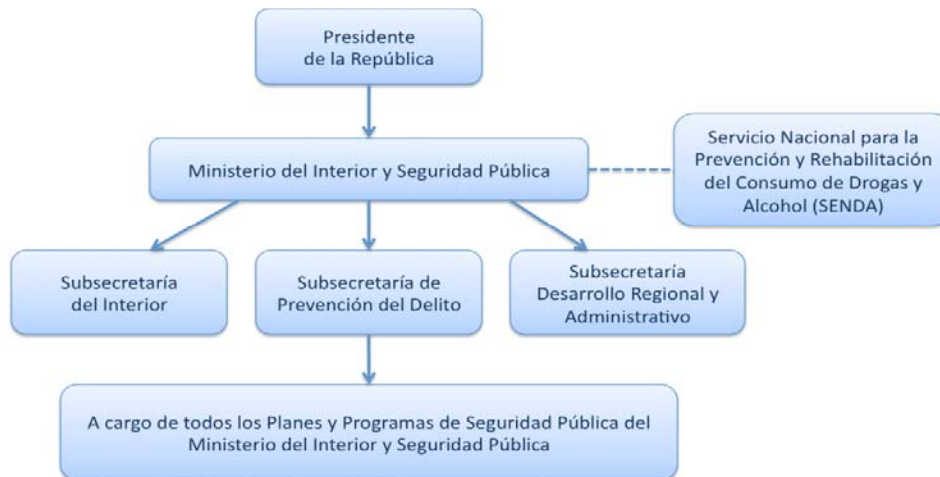 Presidente
de la República
Ministerio del Interior y Seguridad Pública
Servicio Nacional para la
Prevención y Rehabilitación
del Consumo de Drogas y
Alcohol (SENDA)
Subsecretaría
del Interior
Subsecretaría de
Prevención del Delito
Subsecretaría
Desarrollo Regional y
Administrativo
A cargo de todos los Planes y Programas de Seguridad Pública del
Ministerio del Interior y Seguridad Pública